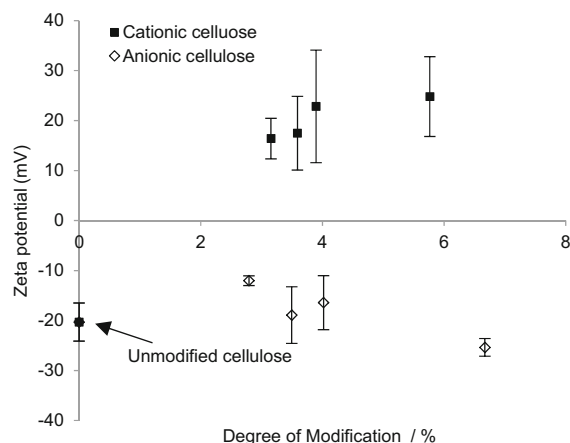 Cationic celluose
Anionic cellulose
Zeta potential (mV)
40
30
20
10
0
-10
-20
-30
-40
0
2
4
6
8
Unmodified cellulose
Degree of Modification / %